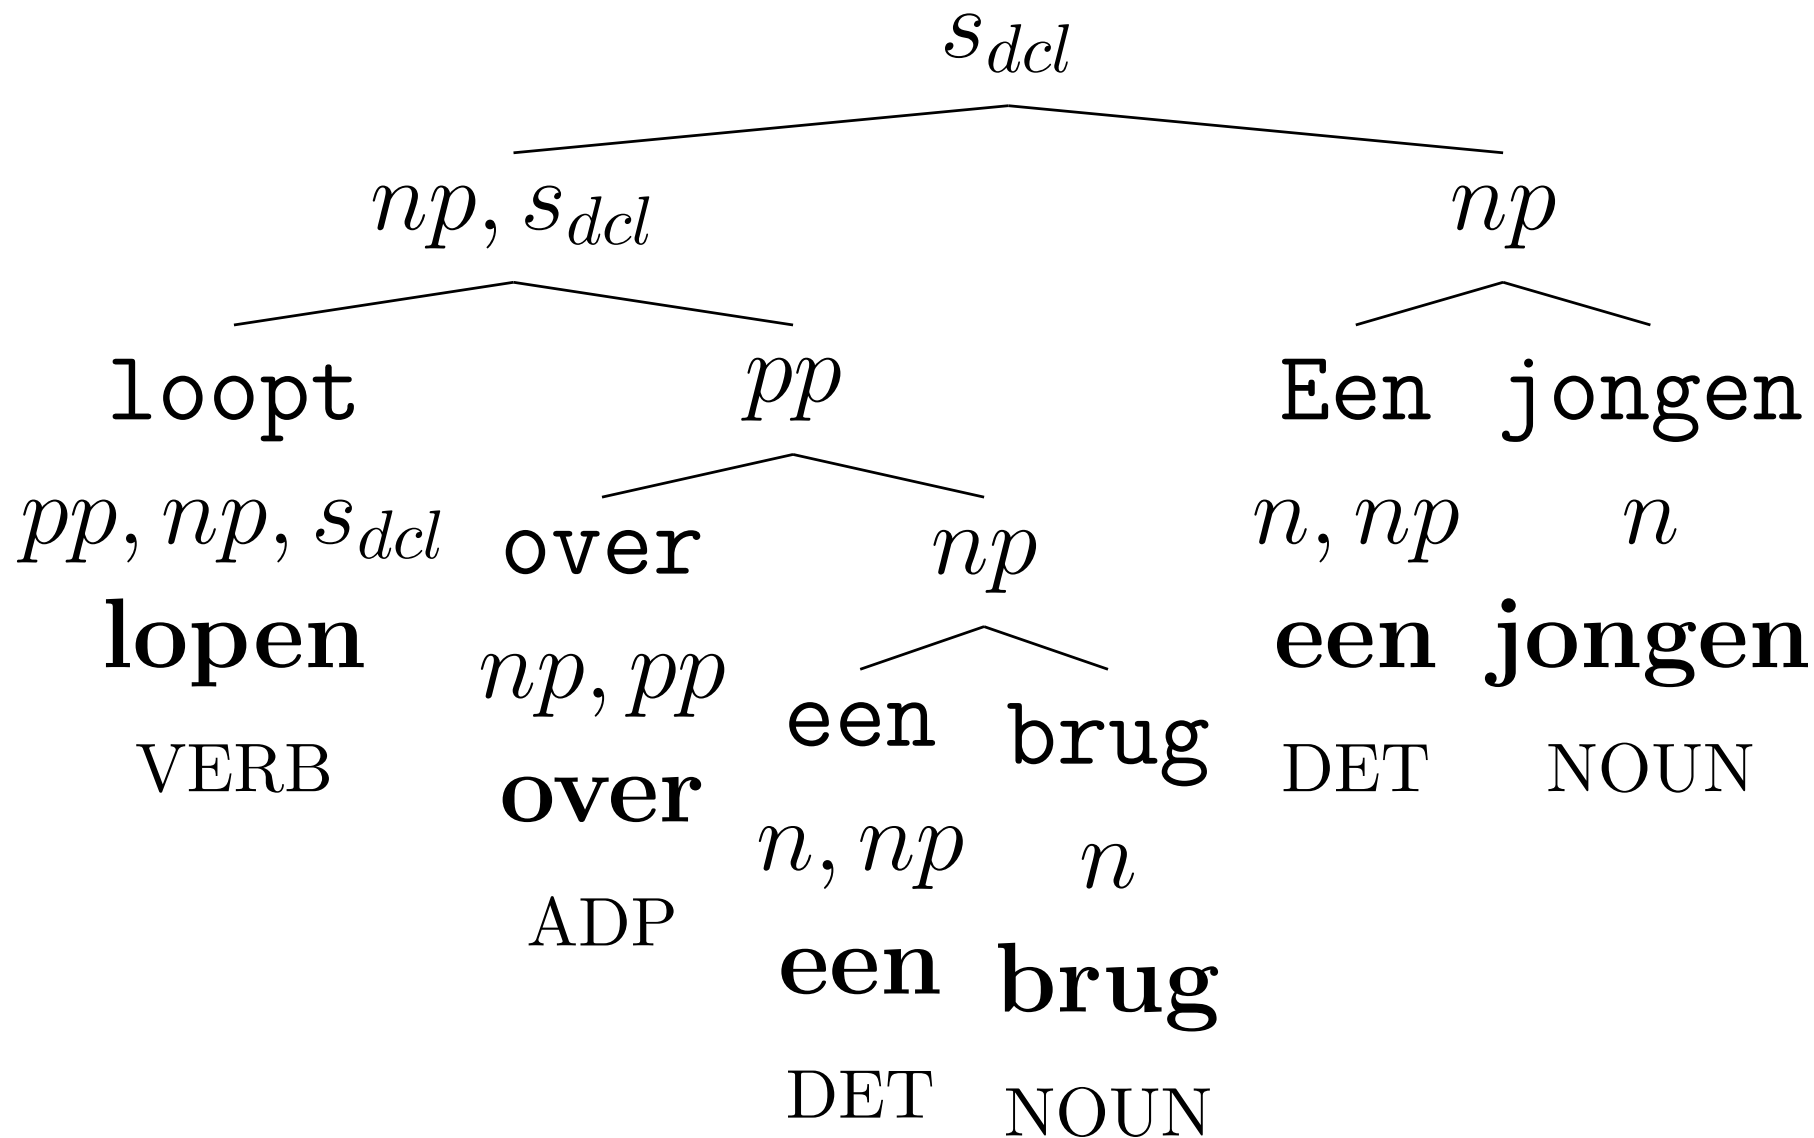 s_dcl
np, s_dcl np
loopt pp Een jongen
pp, np, s_dcl over np n, np n
lopen np, pp een brug een jongen
VERB over n, np n DET NOUN
ADP een brug
DET NOUN